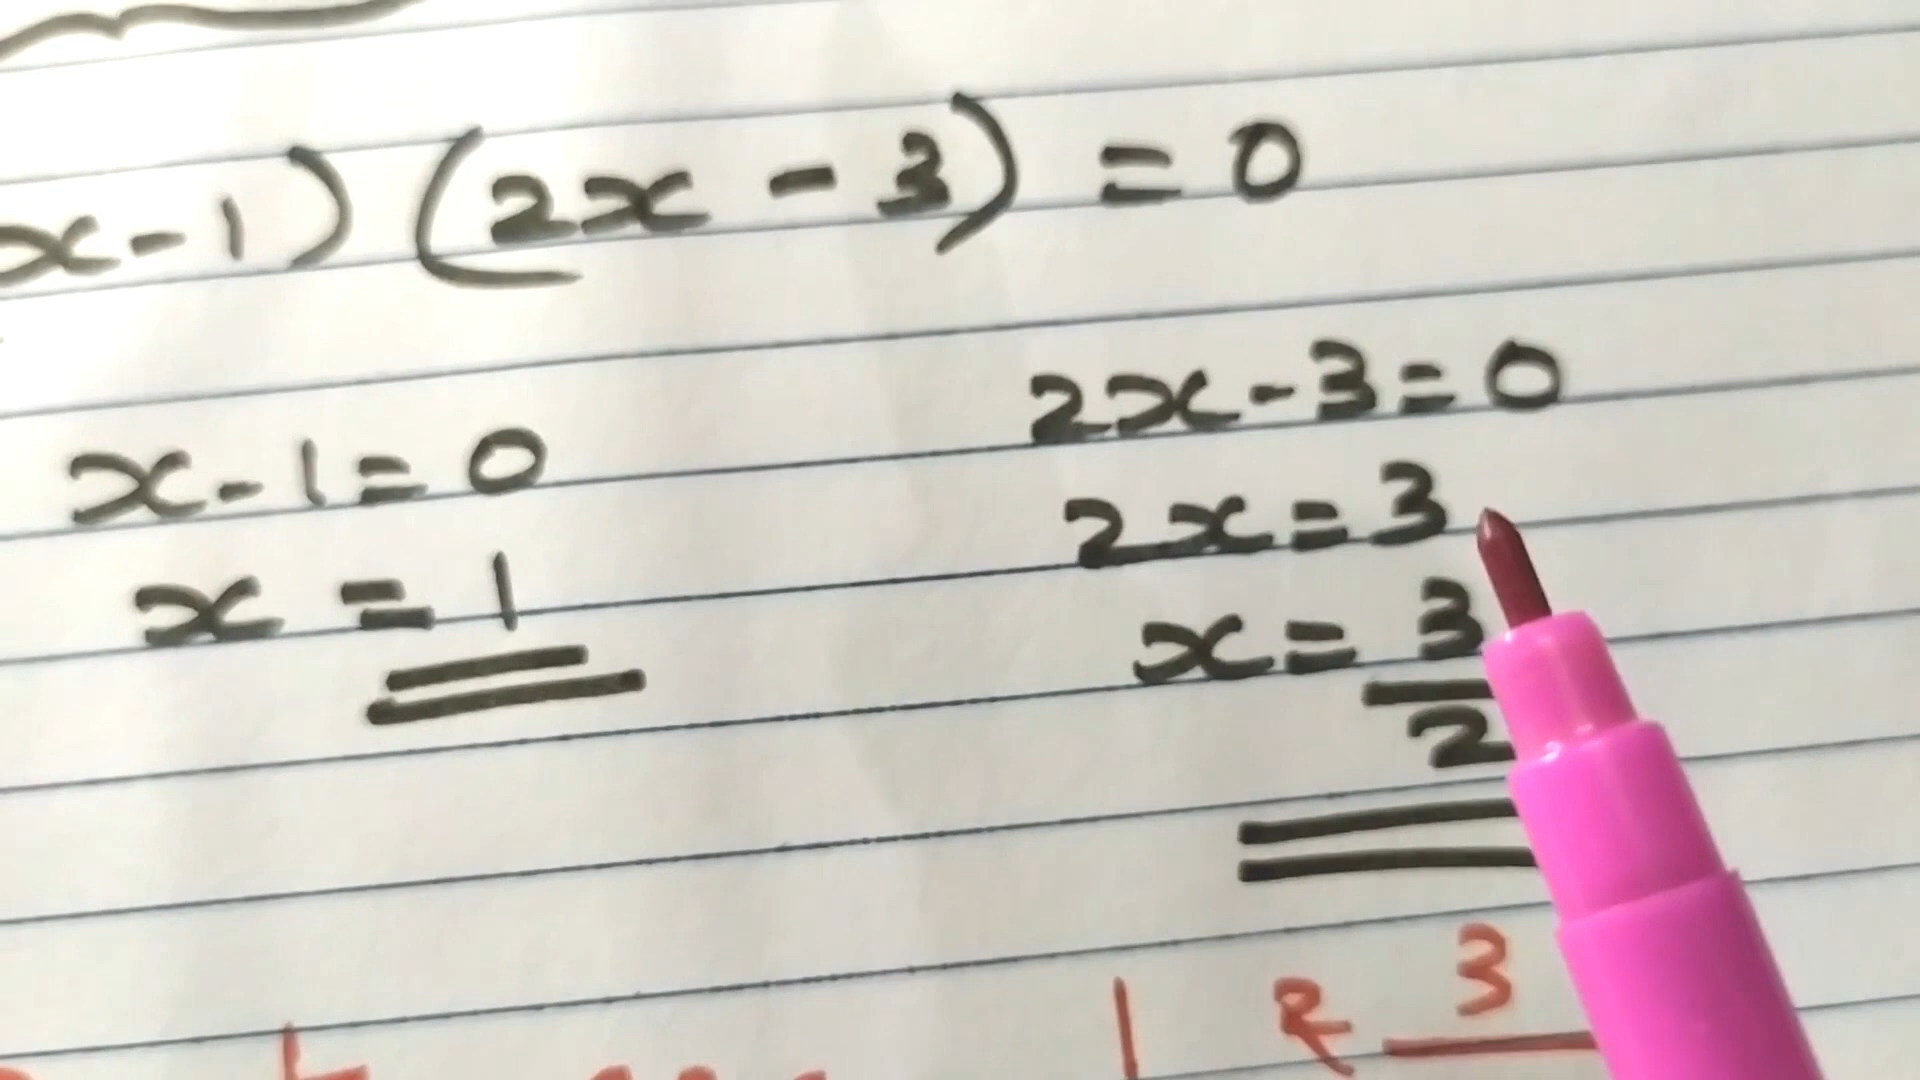 x-1) (2x - 3) = 0
x-1=0
x = 1
2x-3=0
2x=3
x = 3/2
1 & 3